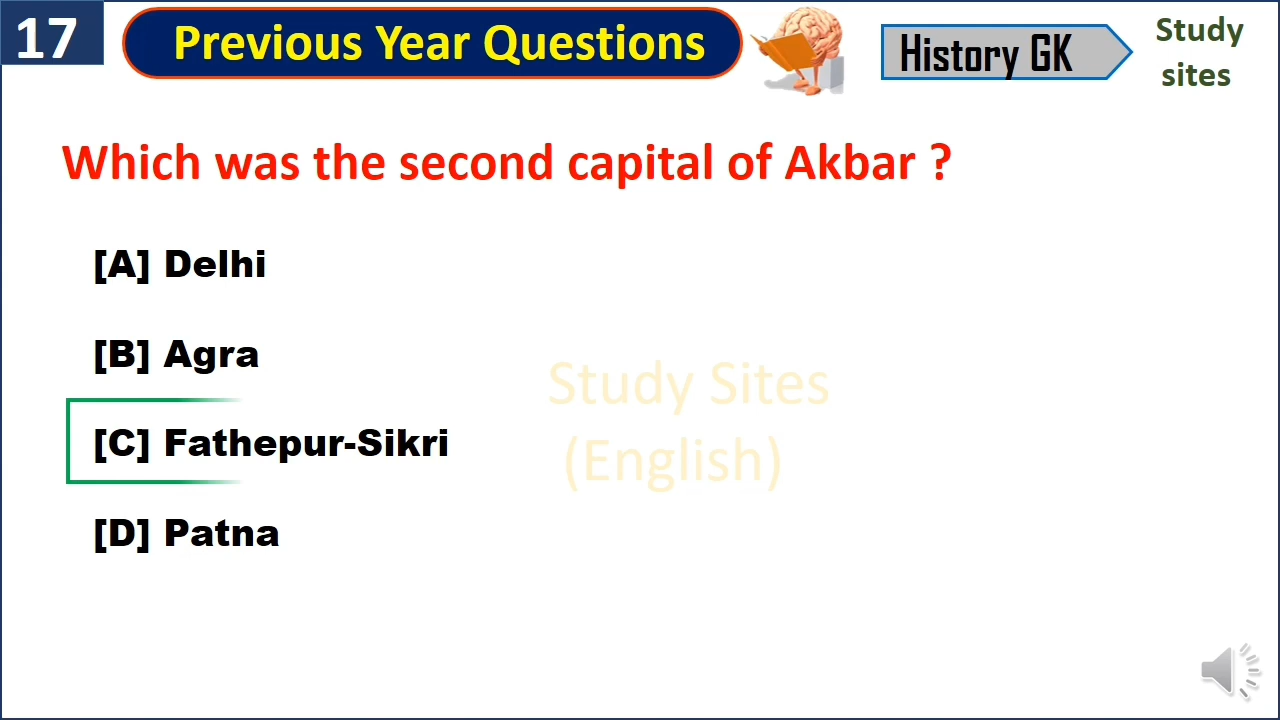 17
Previous Year Questions
History GK
Study
sites
Which was the second capital of Akbar ?
[A] Delhi
[B] Agra
[C] Fathepur-Sikri
[D] Patna
Study Sites
(English)